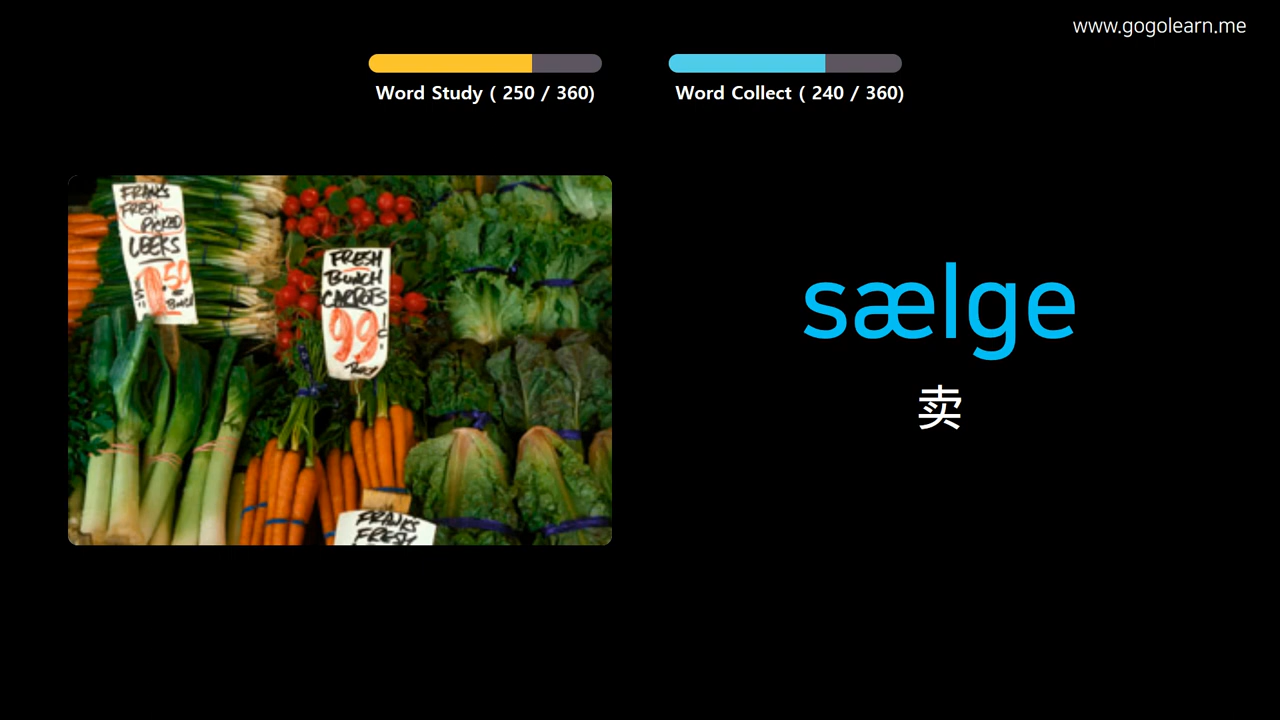 www.gogolearn.me
Word Study ( 250 / 360)
Word Collect ( 240 / 360)
FRANK'S
FRESH
PICKED
LEEKS
FRESH
BUNCH
CARROTS
99
FRANKS
FRESH
sælge
卖